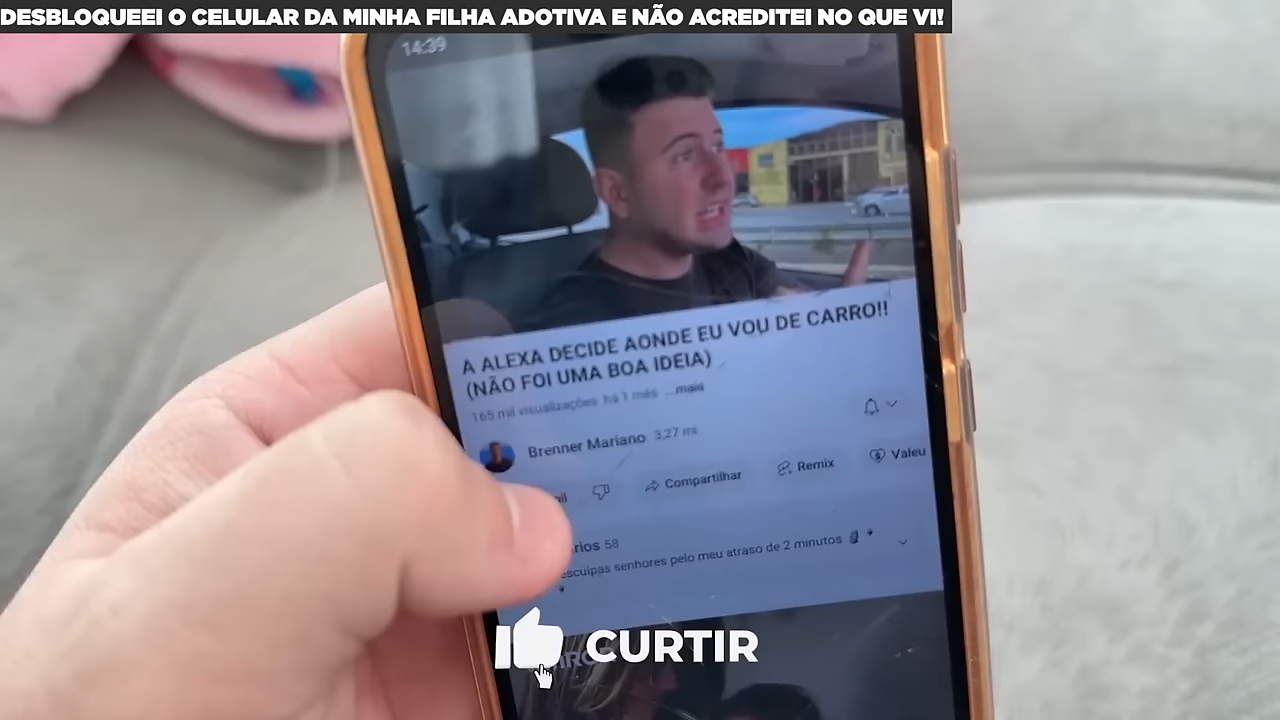 DESBLOQUEEI O CELULAR DA MINHA FILHA ADOTIVA E NÃO ACREDITEI NO QUE VI!
14:39
A ALEXA DECIDE AONDE EU VOU DE CARRO!!
(NÃO FOI UMA BOA IDEIA)
165 mil visualizações há 1 mês ...mais
Brenner Mariano 3,27 mi
Compartilhar Remix Valeu
58
senhores pelo meu atraso de 2 minutos
CURTIR